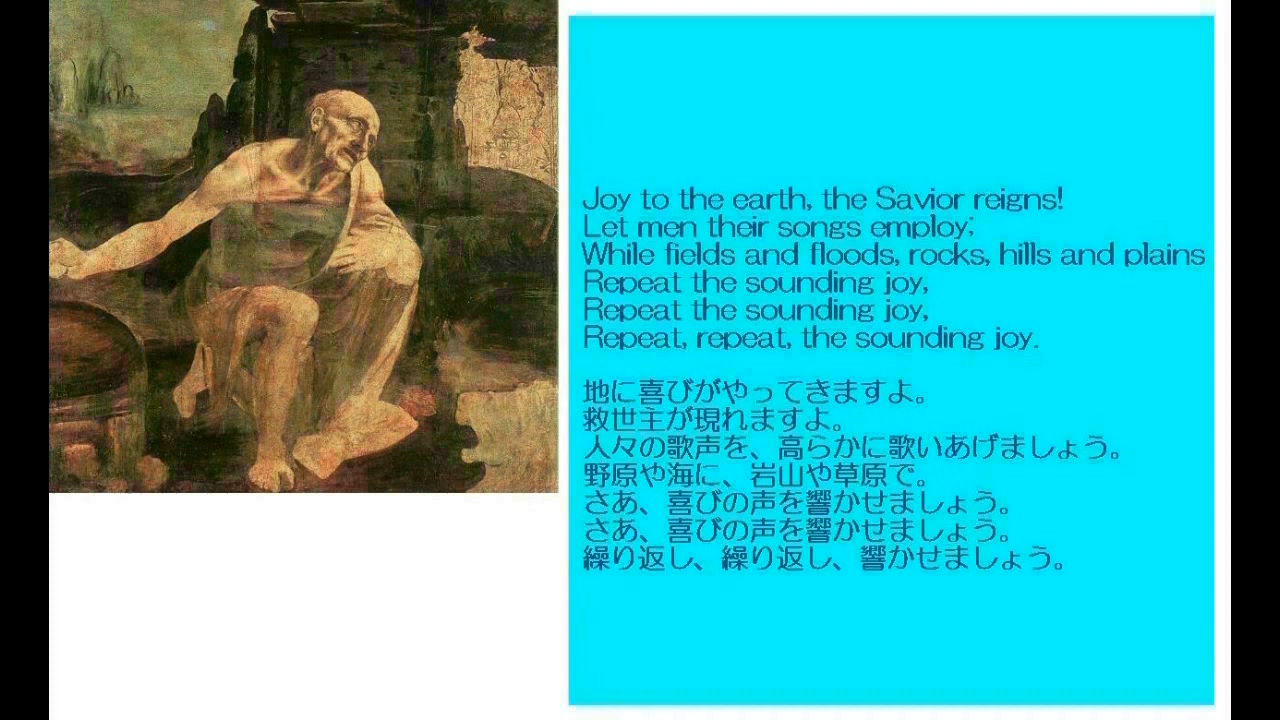 Joy to the earth, the Savior reigns!
Let men their songs employ;
While fields and floods, rocks, hills and plains
Repeat the sounding joy,
Repeat the sounding joy,
Repeat, repeat, the sounding joy.
地に喜びがやってきますよ。
救世主が現れますよ。
人々の歌声を、高らかに歌いあげましょう。
野原や海に、岩山や草原で。
さあ、喜びの声を響かせましょう。
さあ、喜びの声を響かせましょう。
繰り返し、繰り返し、響かせましょう。